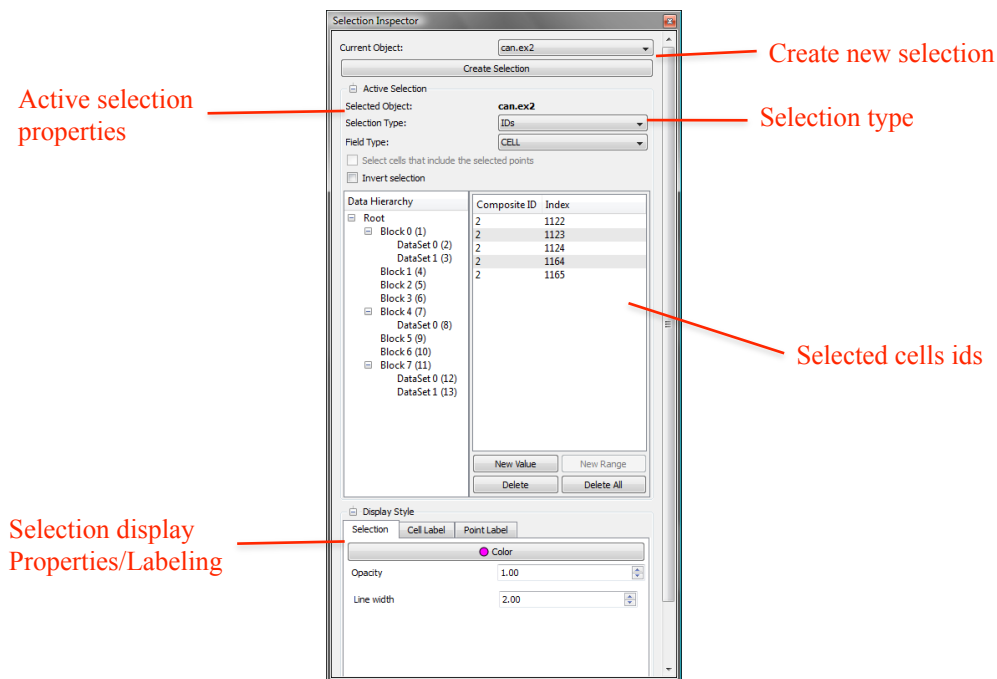 Selection Inspector
Current Object: can.ex2
Create new selection
Create Selection
Active Selection
Active selection
properties
Selected Object: can.ex2
Selection Type: IDs
Selection type
Field Type: CELL
Select cells that include the selected points
Invert selection
Data Hierarchy
Root
Block 0 (1)
DataSet 0 (2)
DataSet 1 (3)
Block 1 (4)
Block 2 (5)
Block 3 (6)
Block 4 (7)
DataSet 0 (8)
Block 5 (9)
Block 6 (10)
Block 7 (11)
DataSet 0 (12)
DataSet 1 (13)
Composite ID Index
2 1122
2 1123
2 1124
2 1164
2 1165
Selected cells ids
New Value New Range
Delete Delete All
Display Style
Selection Cell Label Point Label
Selection display
Properties/Labeling
Color
Opacity 1.00
Line width 2.00